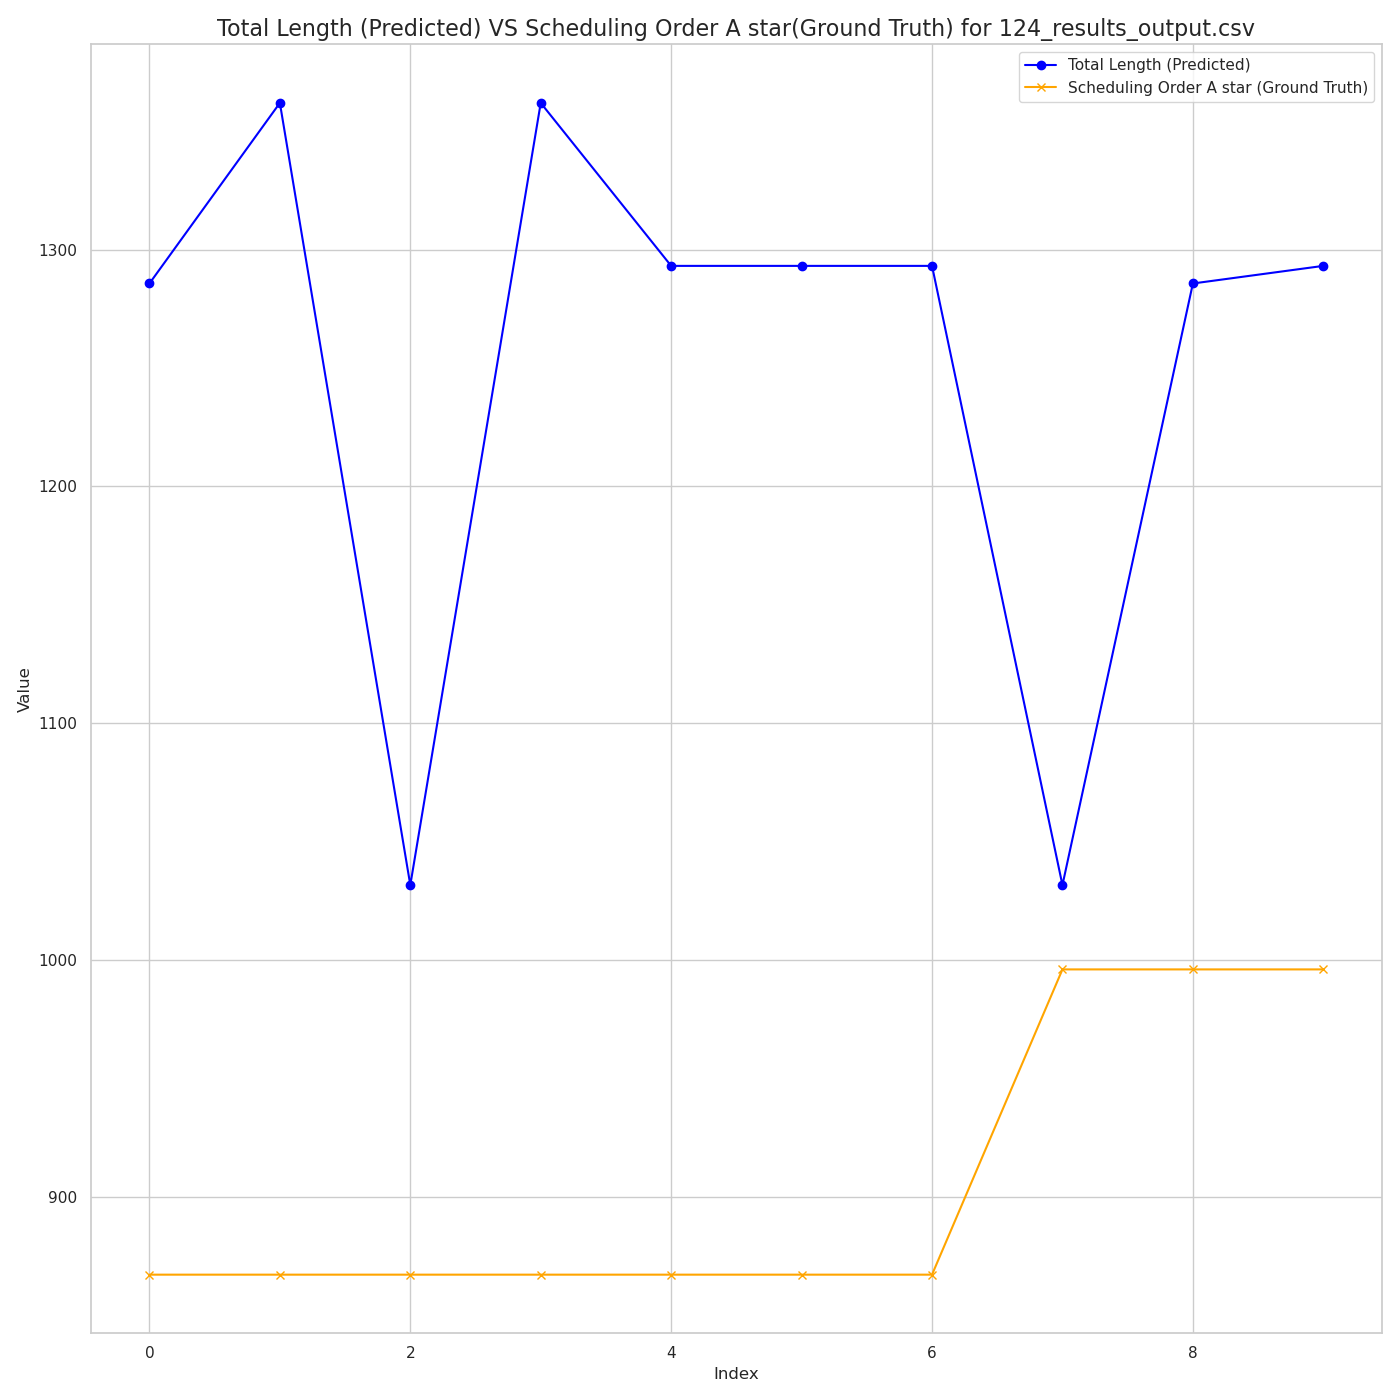 Total Length (Predicted) VS Scheduling Order A star(Ground Truth) for 124_results_output.csv
Total Length (Predicted)
Scheduling Order A star (Ground Truth)
1300
1200
1100
1000
900
Value
0 2 4 6 8
Index